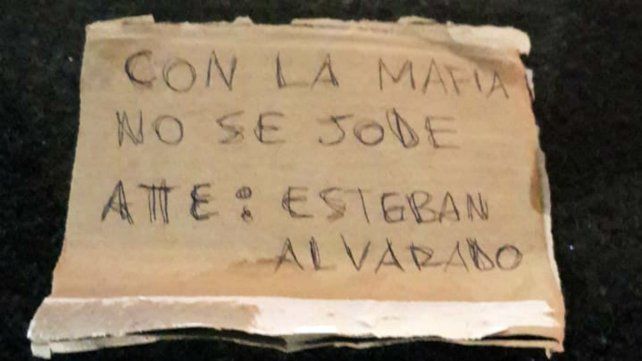 CON LA MAFIA
NO SE JODE
ATTE: ESTEBAN
ALVARADO